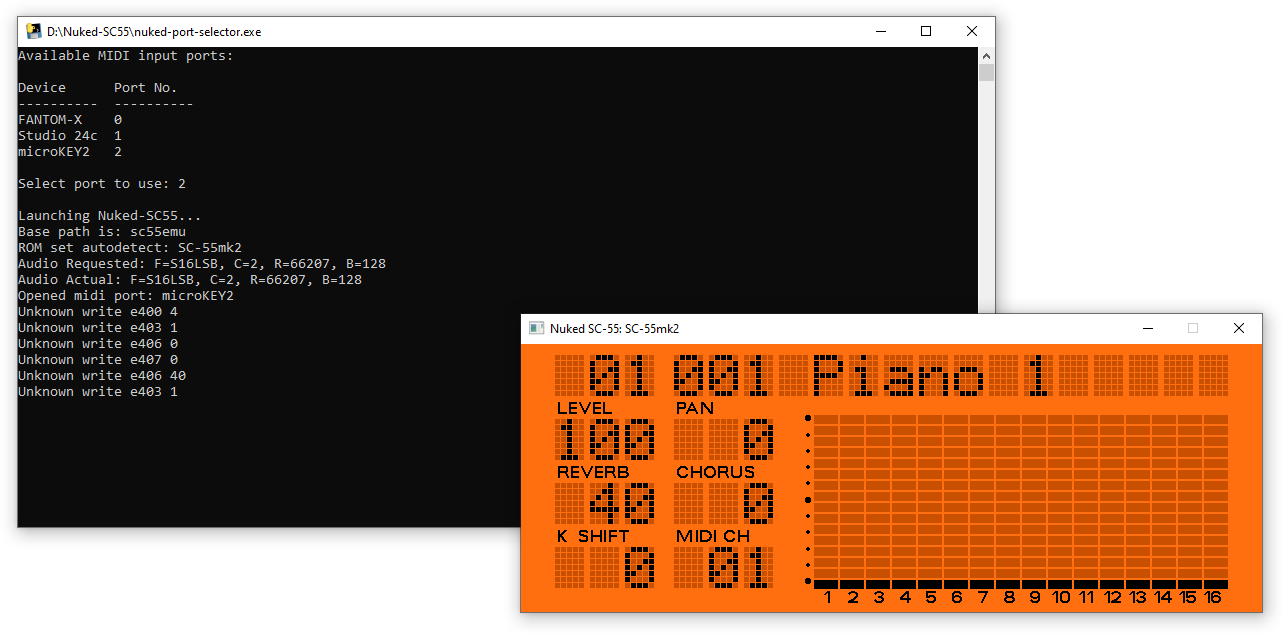 D:\Nuked-SC55\nuked-port-selector.exe
Available MIDI input ports:
Device Port No.
---------- ----------
FANTOM-X 0
Studio 24c 1
microKEY2 2
Select port to use: 2
Launching Nuked-SC55...
Base path is: sc55emu
ROM set autodetect: SC-55mk2
Audio Requested: F=S16LSB, C=2, R=66207, B=128
Audio Actual: F=S16LSB, C=2, R=66207, B=128
Opened midi port: microKEY2
Unknown write e400 4
Unknown write e403 1
Unknown write e406 0
Unknown write e407 0
Unknown write e406 40
Unknown write e403 1
Nuked SC-55: SC-55mk2
01 001 Piano 1
LEVEL PAN
100 0
REVERB CHORUS
40 0
K SHIFT MIDI CH
0 01
1 2 3 4 5 6 7 8 9 10 11 12 13 14 15 16